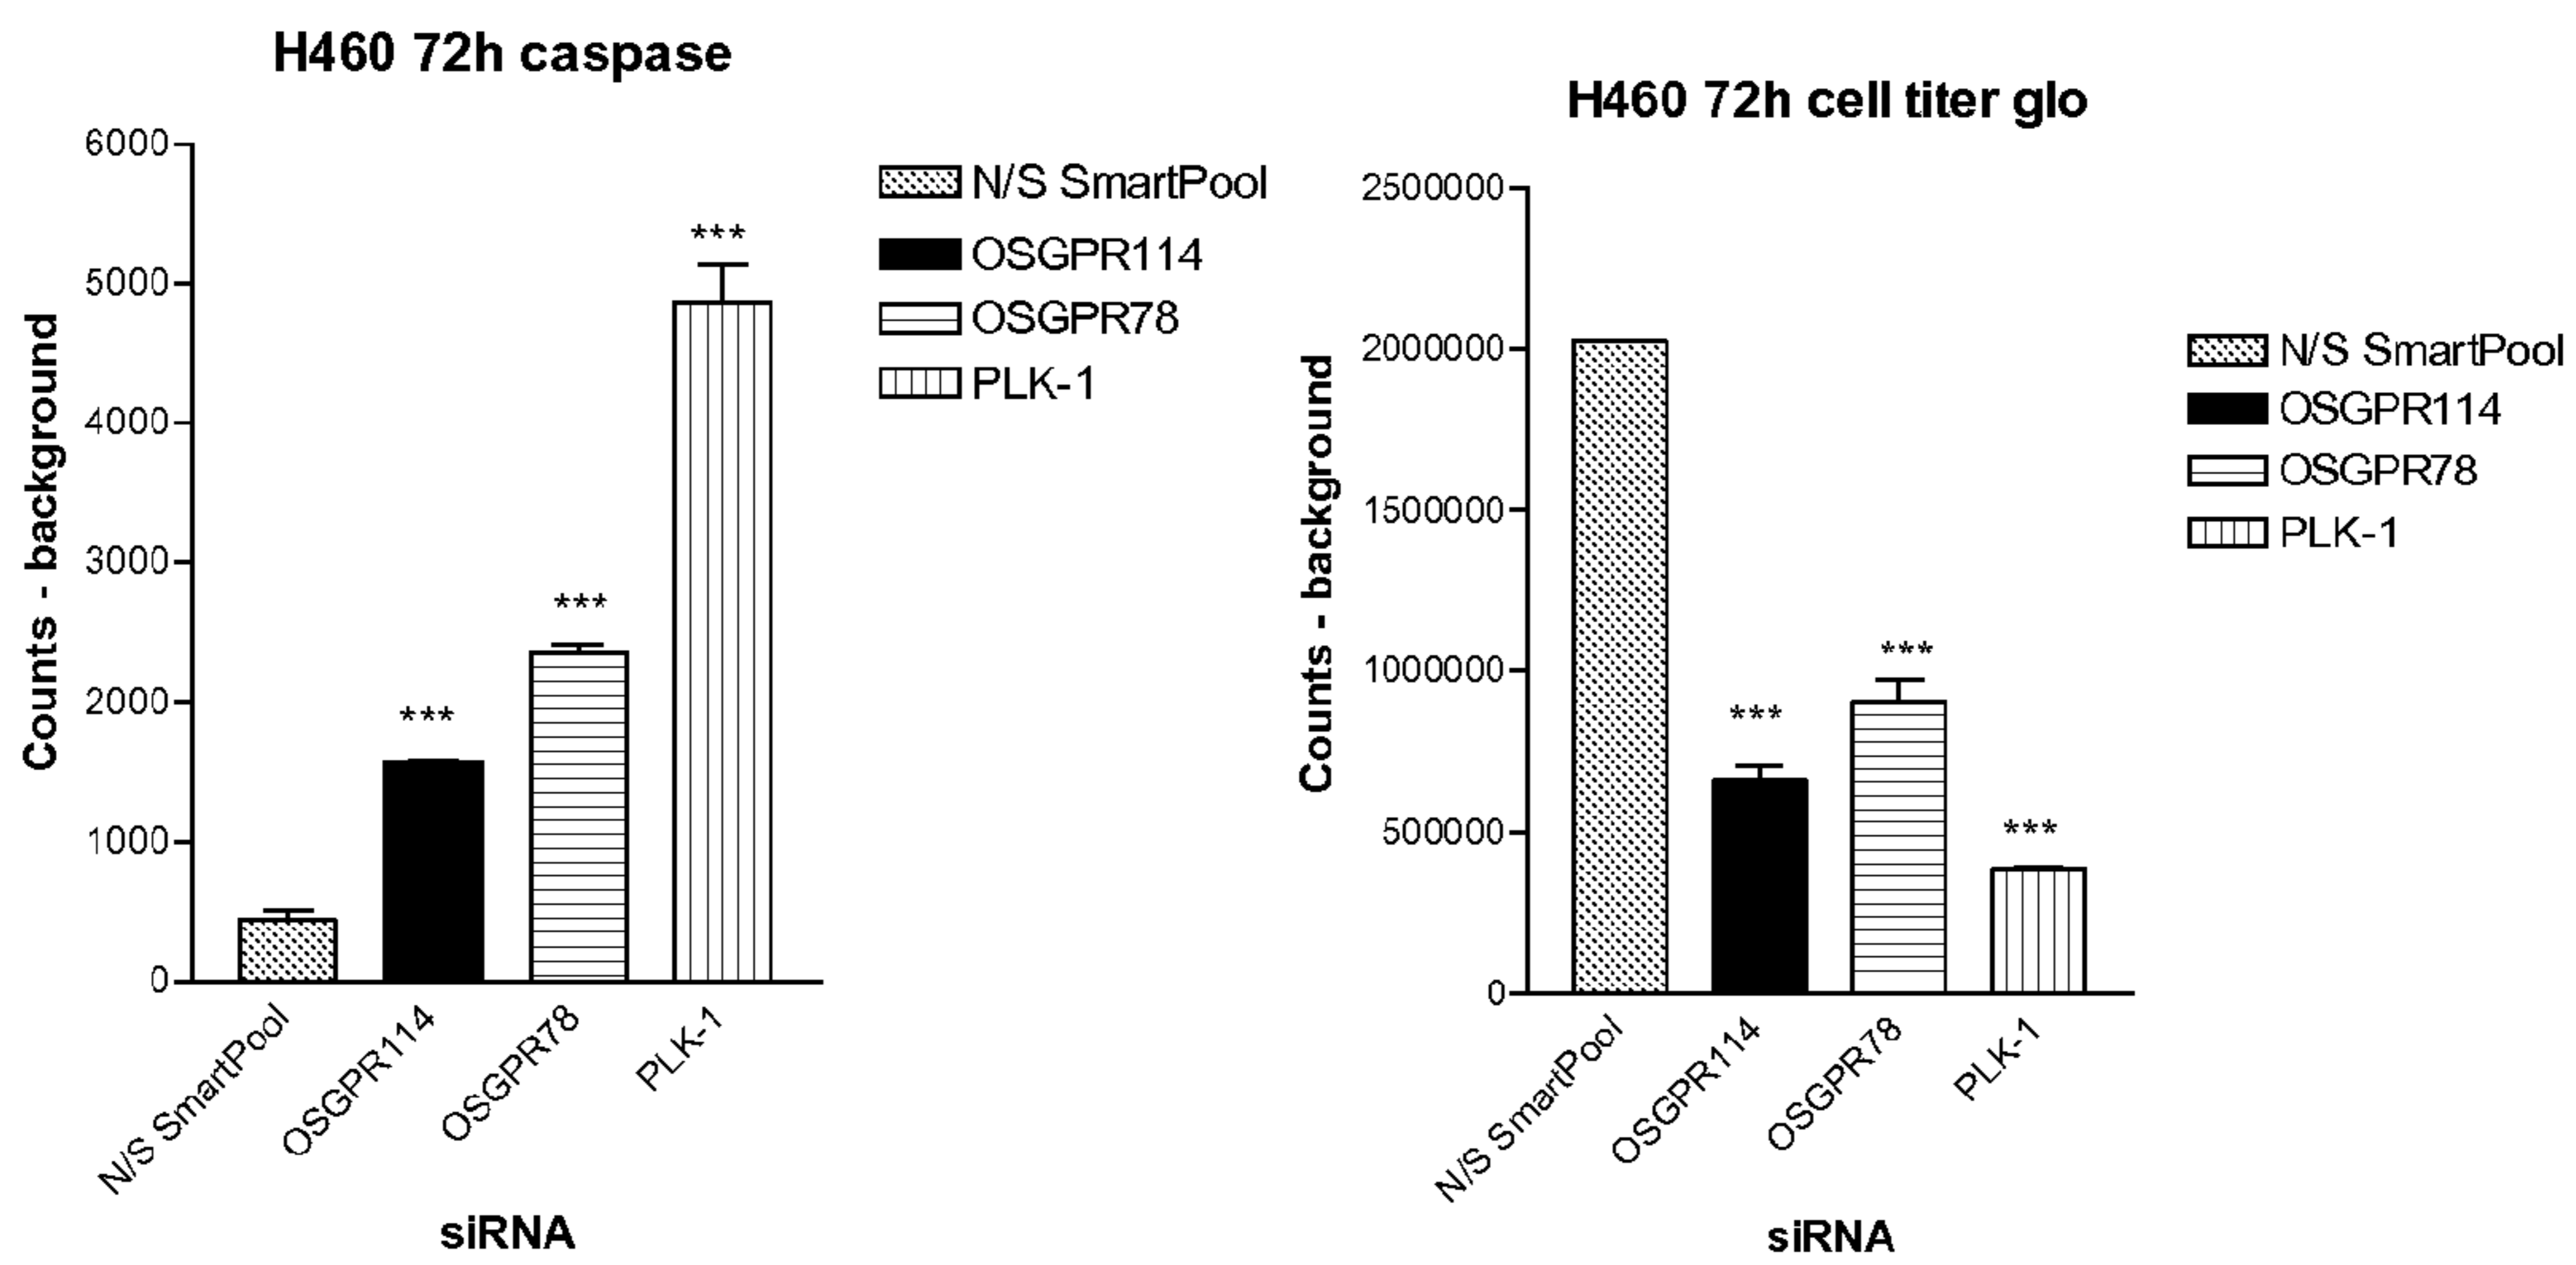 H460 72h caspase
6000
5000
4000
3000
2000
1000
0
Counts - background
***
***
***
N/S SmartPool
OSGPR114
OSGPR78
PLK-1
siRNA
N/S SmartPool
OSGPR114
OSGPR78
PLK-1
H460 72h cell titer glo
2500000
2000000
1500000
1000000
500000
0
Counts - background
***
***
***
N/S SmartPool
OSGPR114
OSGPR78
PLK-1
siRNA
N/S SmartPool
OSGPR114
OSGPR78
PLK-1